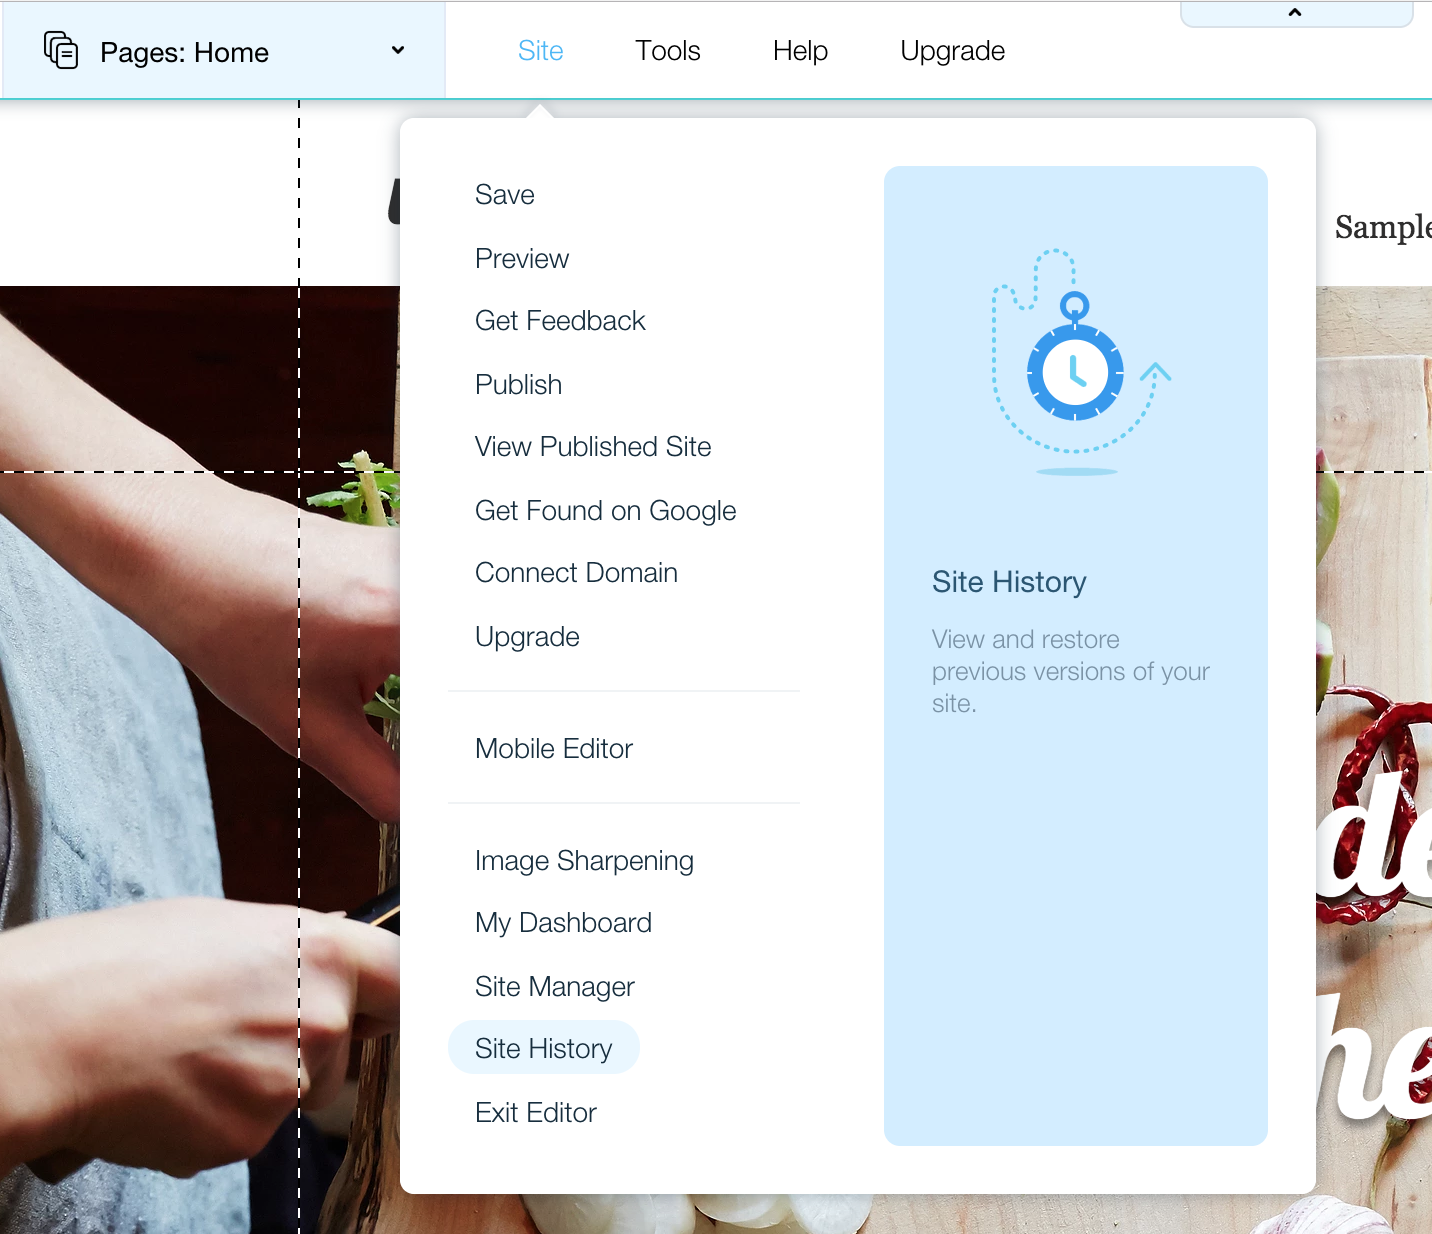 Pages: Home
Site
Tools
Help
Upgrade
Sample
Save
Preview
Get Feedback
Publish
View Published Site
Get Found on Google
Connect Domain
Upgrade
Mobile Editor
Image Sharpening
My Dashboard
Site Manager
Site History
Exit Editor
Site History
View and restore
previous versions of your
site.
de
he